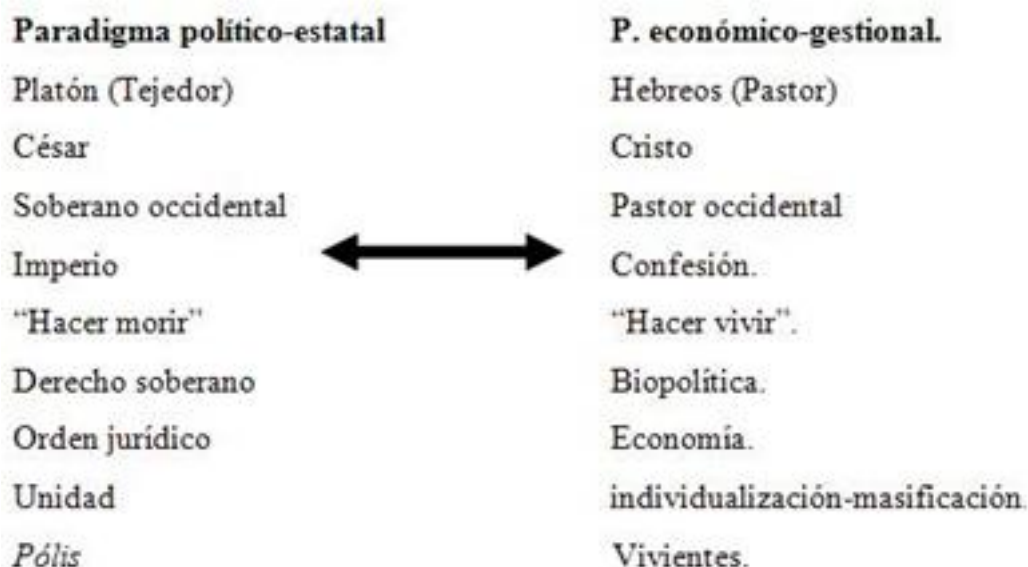 Paradigma político-estatal P. económico-gestional.
Platón (Tejedor) Hebreos (Pastor)
César Cristo
Soberano occidental Pastor occidental
Imperio Confesión.
“Hacer morir” “Hacer vivir”.
Derecho soberano Biopolítica.
Orden jurídico Economía.
Unidad individualización-masificación.
Pólis Vivientes.